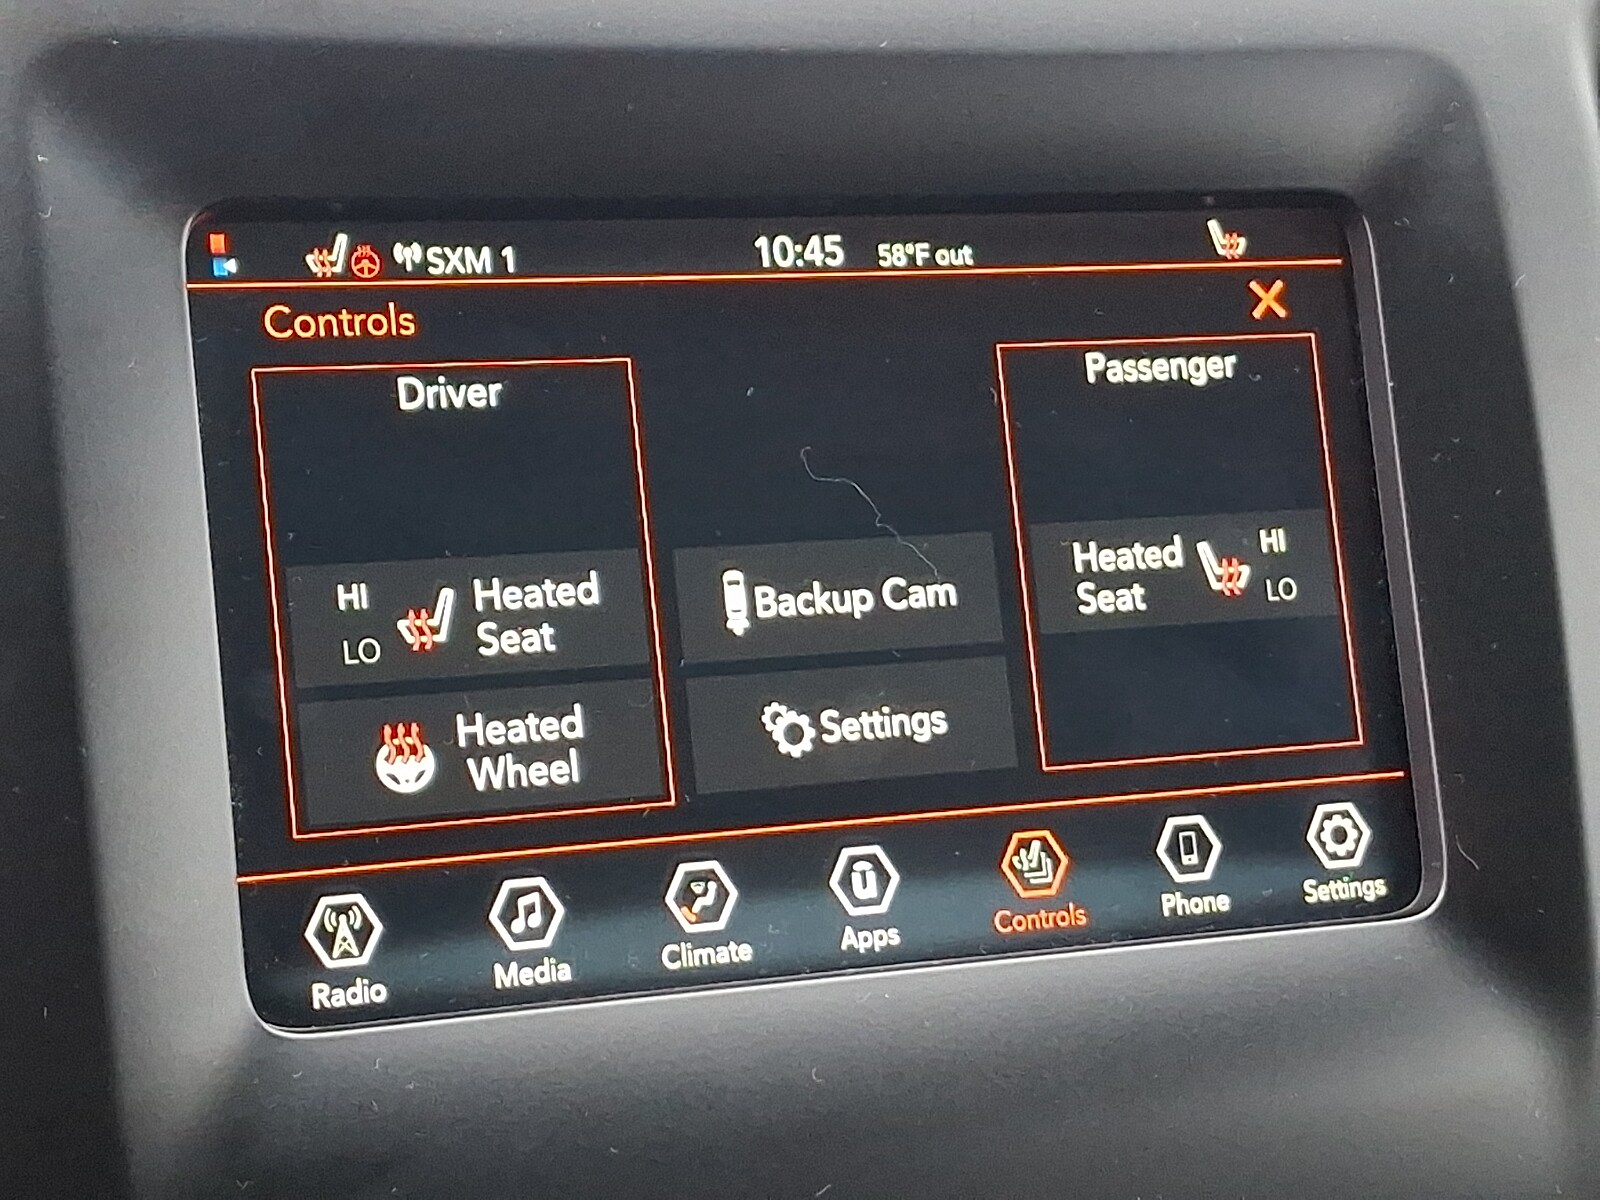 SXM 1 10:45 58°F out
Controls X
Driver
Passenger
HI
LO
Heated
Seat
Backup Cam
Heated
Seat
HI
LO
Heated
Wheel
Settings
Radio
Media
Climate
Apps
Controls
Phone
Settings